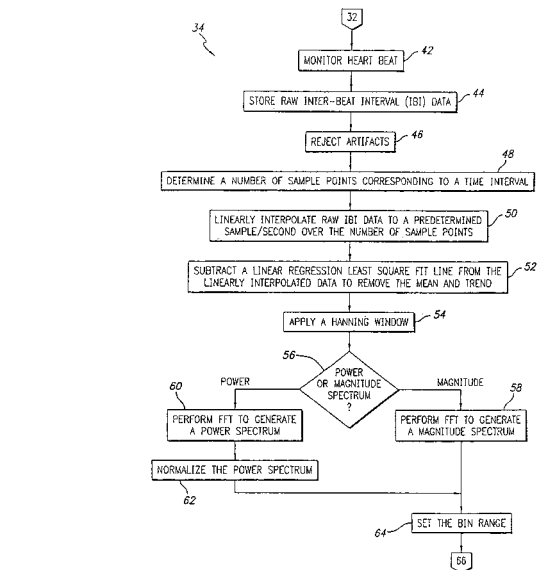 32
34
MONITOR HEART BEAT
42
STORE RAW INTER-BEAT INTERVAL (IBI) DATA
44
REJECT ARTIFACTS
46
48
DETERMINE A NUMBER OF SAMPLE POINTS CORRESPONDING TO A TIME INTERVAL
LINEARLY INTERPOLATE RAW IBI DATA TO A PREDETERMINED
SAMPLE/SECOND OVER THE NUMBER OF SAMPLE POINTS
50
SUBTRACT A LINEAR REGRESSION LEAST SQUARE FIT LINE FROM THE
LINEARLY INTERPOLATED DATA TO REMOVE THE MEAN AND TREND
52
APPLY A HANNING WINDOW
54
56
POWER
OR MAGNITUDE
SPECTRUM
?
POWER
MAGNITUDE
60
PERFORM FFT TO GENERATE
A POWER SPECTRUM
58
PERFORM FFT TO GENERATE
A MAGNITUDE SPECTRUM
NORMALIZE THE POWER SPECTRUM
62
64
SET THE BIN RANGE
66